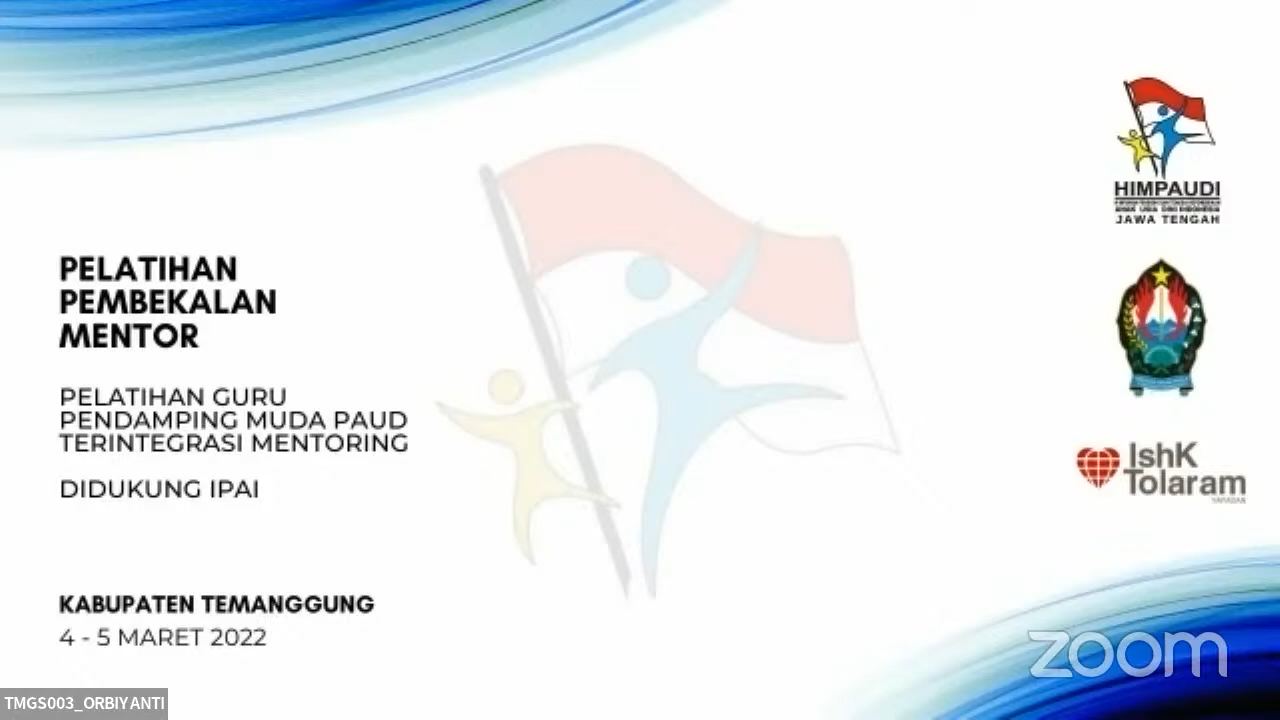 PELATIHAN
PEMBEKALAN
MENTOR
PELATIHAN GURU
PENDAMPING MUDA PAUD
TERINTEGRASI MENTORING
DIDUKUNG IPAI
KABUPATEN TEMANGGUNG
4 - 5 MARET 2022
HIMPAUDI
JAWA TENGAH
IshK
Tolaram
YAYASAN
zoom
TMGS003_ORBIYANTI